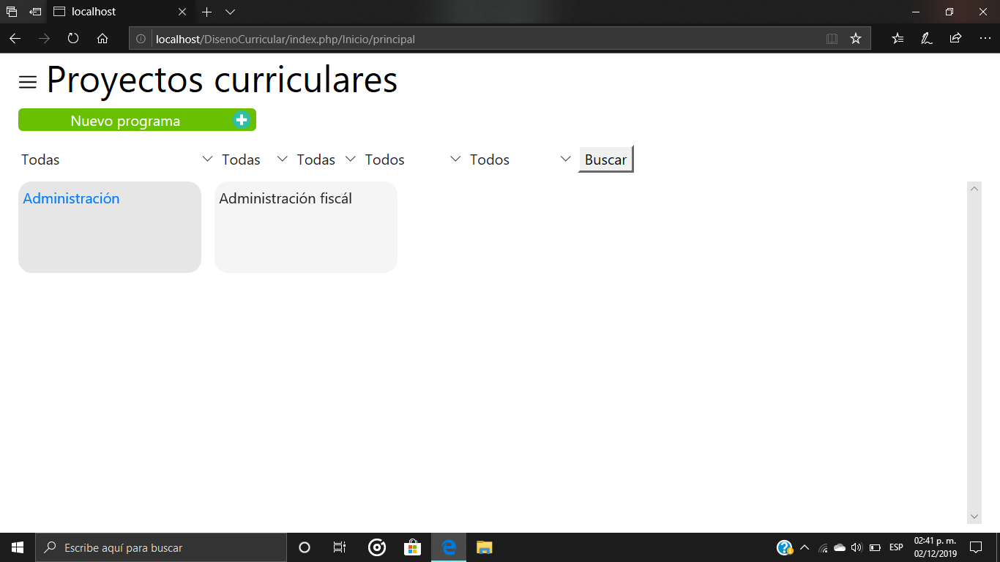 localhost
localhost/DisenoCurricular/index.php/Inicio/principal
Proyectos curriculares
Nuevo programa
Todas Todas Todas Todos Todos Buscar
Administración Administración fiscál
Escribe aquí para buscar
ESP
02:41 p. m.
02/12/2019